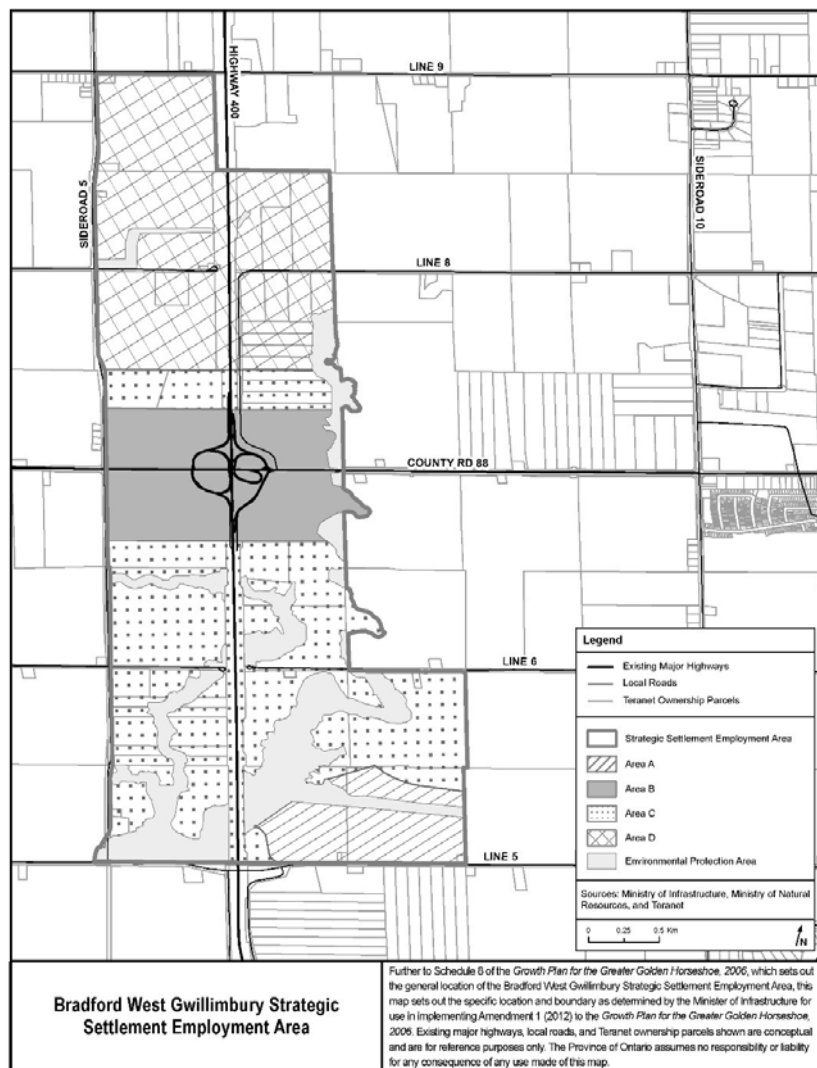 LINE 9
HIGHWAY 400
SIDEROAD 5
SIDEROAD 10
LINE 8
COUNTY RD 88
LINE 6
LINE 5
Legend
Existing Major Highways
Local Roads
Teranet Ownership Parcels
Strategic Settlement Employment Area
Area A
Area B
Area C
Area D
Environmental Protection Area
Sources: Ministry of Infrastructure, Ministry of Natural
Resources, and Teranet
0 0.25 0.5 Km
N
Bradford West Gwillimbury Strategic
Settlement Employment Area
Further to Schedule 8 of the Growth Plan for the Greater Golden Horseshoe, 2006, which sets out
the general location of the Bradford West Gwillimbury Strategic Settlement Employment Area, this
map sets out the specific location and boundary as determined by the Minister of Infrastructure for
use in implementing Amendment 1 (2012) to the Growth Plan for the Greater Golden Horseshoe,
2006. Existing major highways, local roads, and Teranet ownership parcels shown are conceptual
and are for reference purposes only. The Province of Ontario assumes no responsibility or liability
for any consequence of any use made of this map.